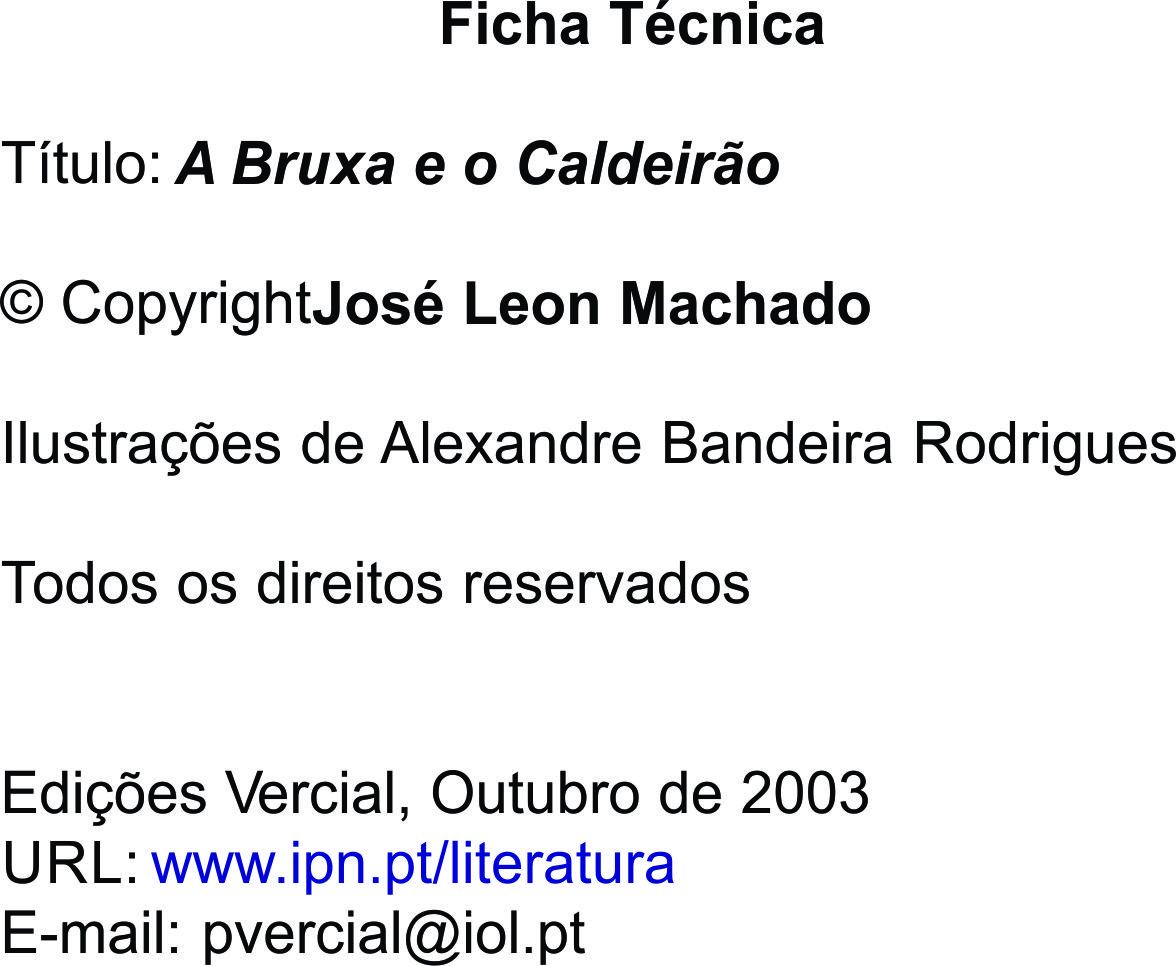 Ficha Técnica
Título: A Bruxa e o Caldeirão
© CopyrightJosé Leon Machado
Ilustrações de Alexandre Bandeira Rodrigues
Todos os direitos reservados
Edições Vercial, Outubro de 2003
URL: www.ipn.pt/literatura
E-mail: pvercial@iol.pt